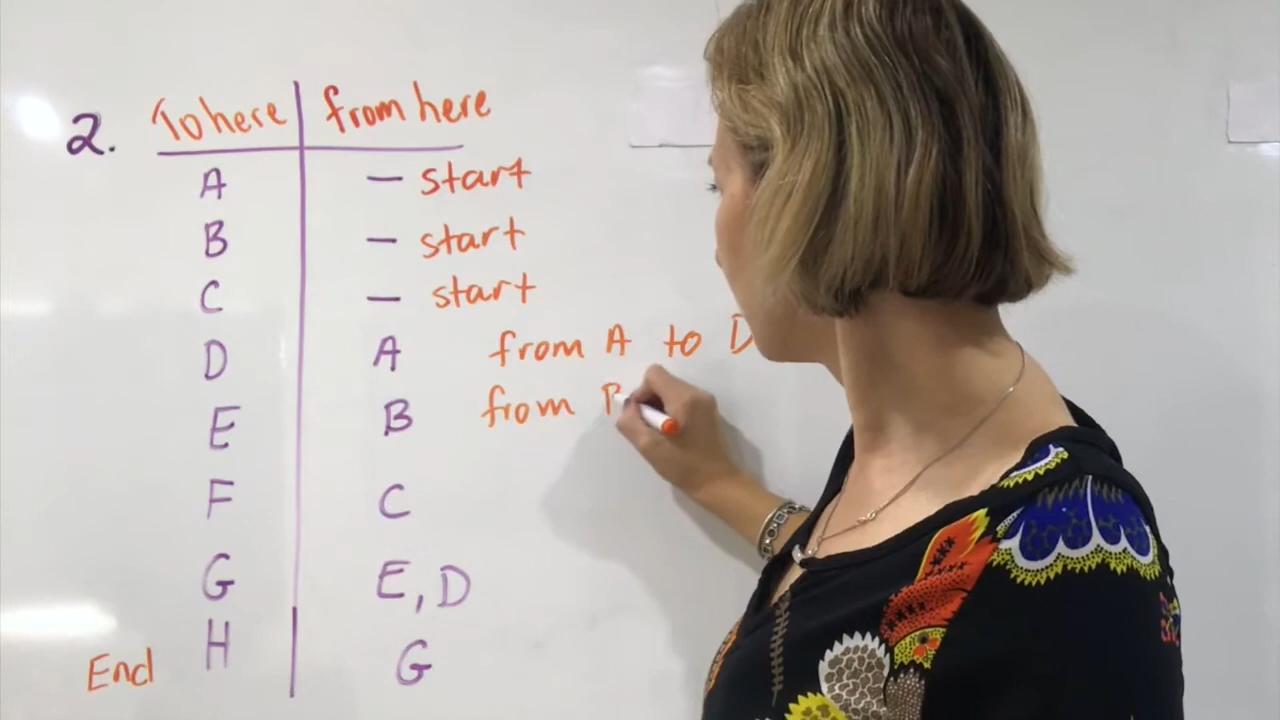 2. To here from here
A – start
B – start
C – start
D A from A to D
E B from B
F C
G E, D
End H G